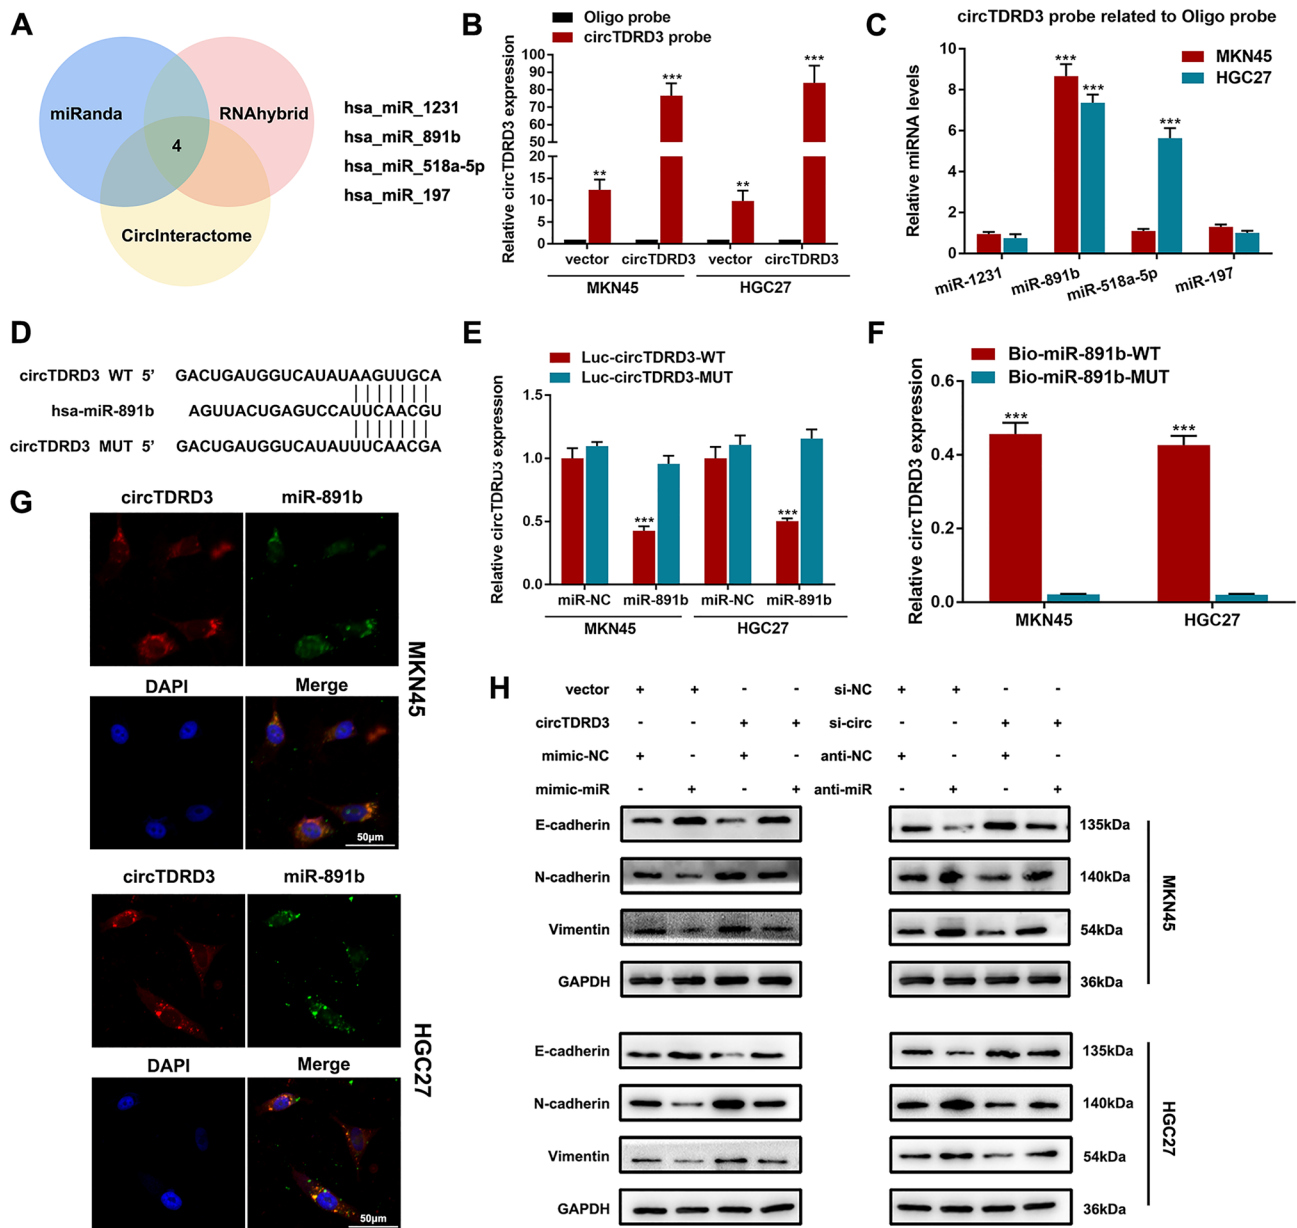 A
miRanda
RNAhybrid
4
CircInteractome
hsa_miR_1231
hsa_miR_891b
hsa_miR_518a-5p
hsa_miR_197
B
Oligo probe
circTDRD3 probe
Relative circTDRD3 expression
100
90
80
70
60
50
20
15
10
5
0
** *** ** ***
vector circTDRD3 vector circTDRD3
MKN45 HGC27
C
circTDRD3 probe related to Oligo probe
MKN45
HGC27
Relative miRNA levels
10
8
6
4
2
0
*** *** ***
miR-1231 miR-891b miR-518a-5p miR-197
D
circTDRD3 WT 5’ GACUGAUGGUCAUAUAAGUUGCA
hsa-miR-891b AGUUACUGAGUCCAUUCAACGU
circTDRD3 MUT 5’ GACUGAUGGUCAUAUUUCAACGA
E
Luc-circTDRD3-WT
Luc-circTDRD3-MUT
Relative circTDRD3 expression
1.5
1.0
0.5
0.0
*** ***
miR-NC miR-891b miR-NC miR-891b
MKN45 HGC27
F
Bio-miR-891b-WT
Bio-miR-891b-MUT
Relative circTDRD3 expression
0.6
0.4
0.2
0.0
*** ***
MKN45 HGC27
G
circTDRD3 miR-891b
DAPI Merge
50μm
MKN45
circTDRD3 miR-891b
DAPI Merge
50μm
HGC27
H
vector + + - - si-NC + + - -
circTDRD3 - - + + si-circ - - + +
mimic-NC + - + - anti-NC + - + -
mimic-miR - + - + anti-miR - + - +
E-cadherin 135kDa
N-cadherin 140kDa
Vimentin 54kDa
GAPDH 36kDa
MKN45
E-cadherin 135kDa
N-cadherin 140kDa
Vimentin 54kDa
GAPDH 36kDa
HGC27